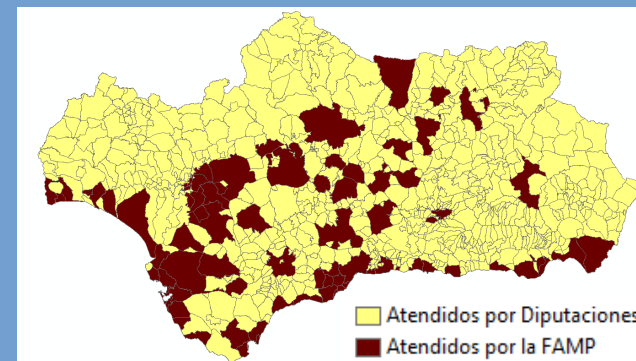 Atendidos por Diputaciones
Atendidos por la FAMP